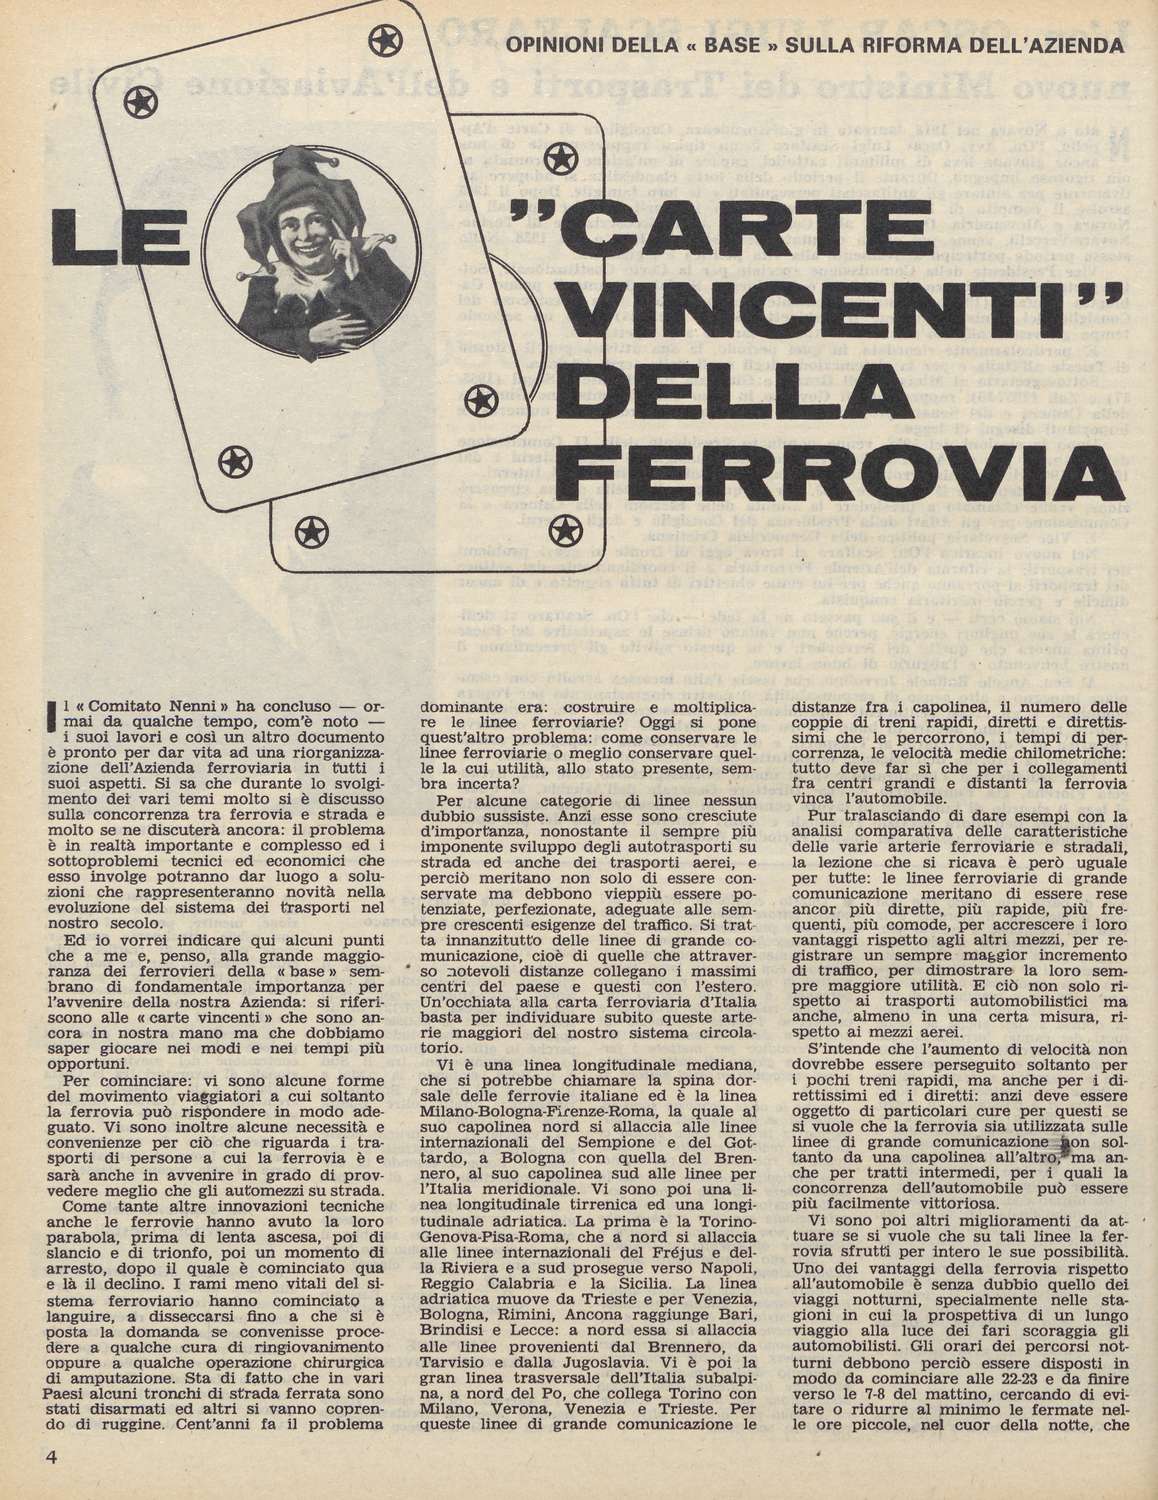 OPINIONI DELLA « BASE » SULLA RIFORMA DELL'AZIENDA
LE "CARTE
VINCENTI"
DELLA
FERROVIA
Il « Comitato Nenni » ha concluso — or-
mai da qualche tempo, com'è noto —
i suoi lavori e così un altro documento
è pronto per dar vita ad una riorganizza-
zione dell'Azienda ferroviaria in tutti i
suoi aspetti. Si sa che durante lo svolgi-
mento dei vari temi molto si è discusso
sulla concorrenza tra ferrovia e strada e
molto se ne discuterà ancora: il problema
è in realtà importante e complesso ed i
sottoproblemi tecnici ed economici che
esso involge potranno dar luogo a solu-
zioni che rappresenteranno novità nella
evoluzione del sistema dei trasporti nel
nostro secolo.
Ed io vorrei indicare qui alcuni punti
che a me e, penso, alla grande maggio-
ranza dei ferrovieri della « base » sem-
brano di fondamentale importanza per
l'avvenire della nostra Azienda: si riferi-
scono alle « carte vincenti » che sono an-
cora in nostra mano ma che dobbiamo
saper giocare nei modi e nei tempi più
opportuni.
Per cominciare: vi sono alcune forme
del movimento viaggiatori a cui soltanto
la ferrovia può rispondere in modo ade-
guato. Vi sono inoltre alcune necessità e
convenienze per ciò che riguarda i tra-
sporti di persone a cui la ferrovia è e
sarà anche in avvenire in grado di prov-
vedere meglio che gli automezzi su strada.
Come tante altre innovazioni tecniche
anche le ferrovie hanno avuto la loro
parabola, prima di lenta ascesa, poi di
slancio e di trionfo, poi un momento di
arresto, dopo il quale è cominciato qua
e là il declino. I rami meno vitali del si-
stema ferroviario hanno cominciato a
languire, a disseccarsi fino a che si è
posta la domanda se convenisse proce-
dere a qualche cura di ringiovanimento
oppure a qualche operazione chirurgica
di amputazione. Sta di fatto che in vari
Paesi alcuni tronchi di strada ferrata sono
stati disarmati ed altri si vanno copren-
do di ruggine. Cent'anni fa il problema
dominante era: costruire e moltiplica-
re le linee ferroviarie? Oggi si pone
quest'altro problema: come conservare le
linee ferroviarie o meglio conservare quel-
le la cui utilità, allo stato presente, sem-
bra incerta?
Per alcune categorie di linee nessun
dubbio sussiste. Anzi esse sono cresciute
d'importanza, nonostante il sempre più
imponente sviluppo degli autotrasporti su
strada ed anche dei trasporti aerei, e
perciò meritano non solo di essere con-
servate ma debbono vieppiù essere po-
tenziate, perfezionate, adeguate alle sem-
pre crescenti esigenze del traffico. Si trat-
ta innanzitutto delle linee di grande co-
municazione, cioè di quelle che attraver-
so notevoli distanze collegano i massimi
centri del paese e questi con l'estero.
Un'occhiata alla carta ferroviaria d'Italia
basta per individuare subito queste arte-
rie maggiori del nostro sistema circola-
torio.
Vi è una linea longitudinale mediana,
che si potrebbe chiamare la spina dor-
sale delle ferrovie italiane ed è la linea
Milano-Bologna-Firenze-Roma, la quale al
suo capolinea nord si allaccia alle linee
internazionali del Sempione e del Got-
tardo, a Bologna con quella del Bren-
nero, al suo capolinea sud alle linee per
l'Italia meridionale. Vi sono poi una li-
nea longitudinale tirrenica ed una longi-
tudinale adriatica. La prima è la Torino-
Genova-Pisa-Roma, che a nord si allaccia
alle linee internazionali del Fréjus e del-
la Riviera e a sud prosegue verso Napoli,
Reggio Calabria e la Sicilia. La linea
adriatica muove da Trieste e per Venezia,
Bologna, Rimini, Ancona raggiunge Bari,
Brindisi e Lecce: a nord essa si allaccia
alle linee provenienti dal Brennero, da
Tarvisio e dalla Jugoslavia. Vi è poi la
gran linea trasversale dell'Italia subalpi-
na, a nord del Po, che collega Torino con
Milano, Verona, Venezia e Trieste. Per
queste linee di grande comunicazione le
distanze fra i capolinea, il numero delle
coppie di treni rapidi, diretti e direttis-
simi che le percorrono, i tempi di per-
correnza, le velocità medie chilometriche:
tutto deve far sì che per i collegamenti
fra centri grandi e distanti la ferrovia
vinca l'automobile.
Pur tralasciando di dare esempi con la
analisi comparativa delle caratteristiche
delle varie arterie ferroviarie e stradali,
la lezione che si ricava è però uguale
per tutte: le linee ferroviarie di grande
comunicazione meritano di essere rese
ancor più dirette, più rapide, più fre-
quenti, più comode, per accrescere i loro
vantaggi rispetto agli altri mezzi, per re-
gistrare un sempre maggior incremento
di traffico, per dimostrare la loro sem-
pre maggiore utilità. E ciò non solo ri-
spetto ai trasporti automobilistici ma
anche, almeno in una certa misura, ri-
spetto ai mezzi aerei.
S'intende che l'aumento di velocità non
dovrebbe essere perseguito soltanto per
i pochi treni rapidi, ma anche per i di-
rettissimi ed i diretti: anzi deve essere
oggetto di particolari cure per questi se
si vuole che la ferrovia sia utilizzata sulle
linee di grande comunicazione non sol-
tanto da una capolinea all'altro, ma an-
che per tratti intermedi, per i quali la
concorrenza dell'automobile può essere
più facilmente vittoriosa.
Vi sono poi altri miglioramenti da at-
tuare se si vuole che su tali linee la fer-
rovia sfrutti per intero le sue possibilità.
Uno dei vantaggi della ferrovia rispetto
all'automobile è senza dubbio quello dei
viaggi notturni, specialmente nelle sta-
gioni in cui la prospettiva di un lungo
viaggio alla luce dei fari scoraggia gli
automobilisti. Gli orari dei percorsi not-
turni debbono perciò essere disposti in
modo da cominciare alle 22-23 e da finire
verso le 7-8 del mattino, cercando di evi-
tare o ridurre al minimo le fermate nel-
le ore piccole, nel cuor della notte, che
4